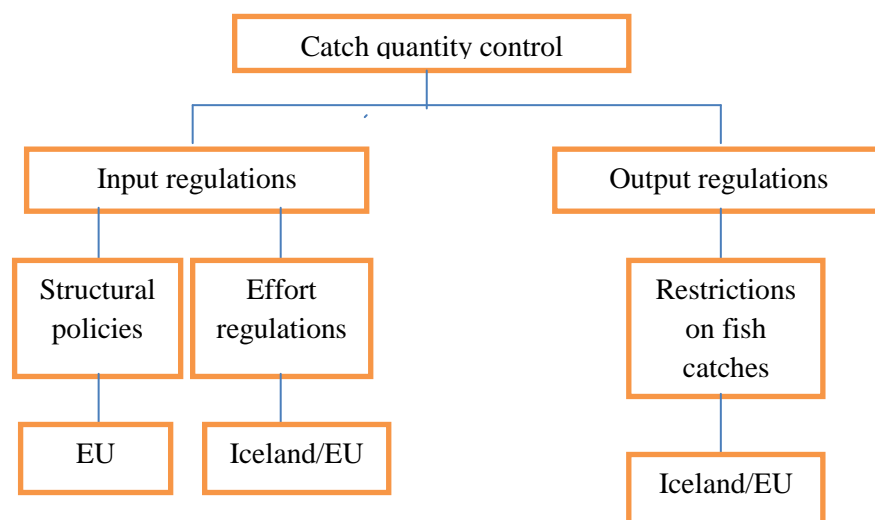 Catch quantity control
Input regulations
Output regulations
Structural
policies
Effort
regulations
Restrictions
on fish
catches
EU
Iceland/EU
Iceland/EU